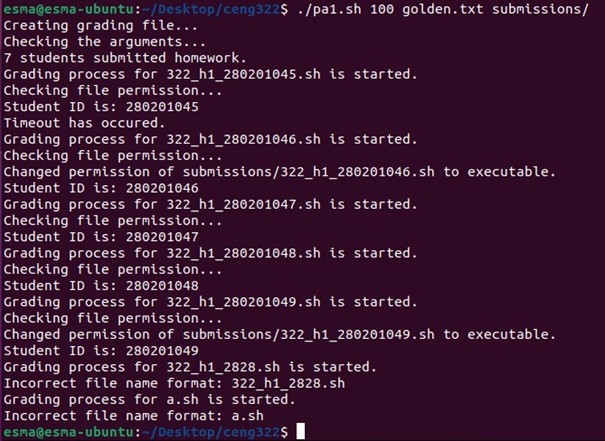 esma@esma-ubuntu:~/Desktop/ceng322$ ./pa1.sh 100 golden.txt submissions/
Creating grading file...
Checking the arguments...
7 students submitted homework.
Grading process for 322_h1_280201045.sh is started.
Checking file permission...
Student ID is: 280201045
Timeout has occured.
Grading process for 322_h1_280201046.sh is started.
Checking file permission...
Changed permission of submissions/322_h1_280201046.sh to executable.
Student ID is: 280201046
Grading process for 322_h1_280201047.sh is started.
Checking file permission...
Student ID is: 280201047
Grading process for 322_h1_280201048.sh is started.
Checking file permission...
Student ID is: 280201048
Grading process for 322_h1_280201049.sh is started.
Checking file permission...
Changed permission of submissions/322_h1_280201049.sh to executable.
Student ID is: 280201049
Grading process for 322_h1_2828.sh is started.
Incorrect file name format: 322_h1_2828.sh
Grading process for a.sh is started.
Incorrect file name format: a.sh
esma@esma-ubuntu:~/Desktop/ceng322$